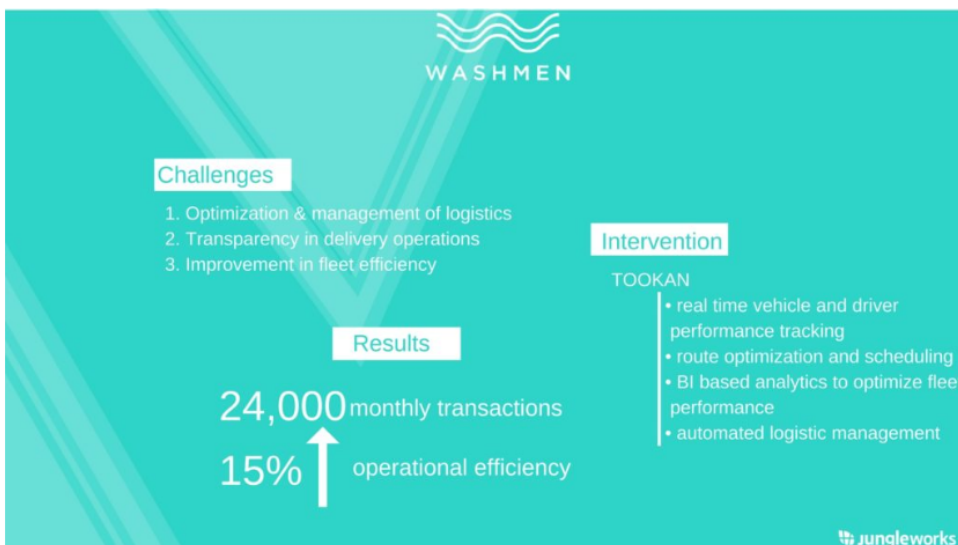 WASHMEN
Challenges
1. Optimization & management of logistics
2. Transparency in delivery operations
3. Improvement in fleet efficiency
Intervention
TOOKAN
• real time vehicle and driver
performance tracking
• route optimization and scheduling
• BI based analytics to optimize flee
performance
• automated logistic management
Results
24,000 monthly transactions
15% operational efficiency
jungleworks